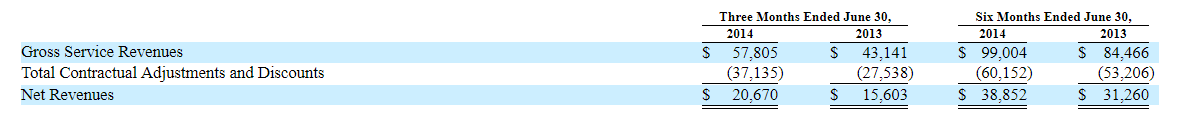 Three Months Ended June 30, Six Months Ended June 30,
2014 2013 2014 2013
Gross Service Revenues $ 57,805 $ 43,141 $ 99,004 $ 84,466
Total Contractual Adjustments and Discounts (37,135) (27,538) (60,152) (53,206)
Net Revenues $ 20,670 $ 15,603 $ 38,852 $ 31,260